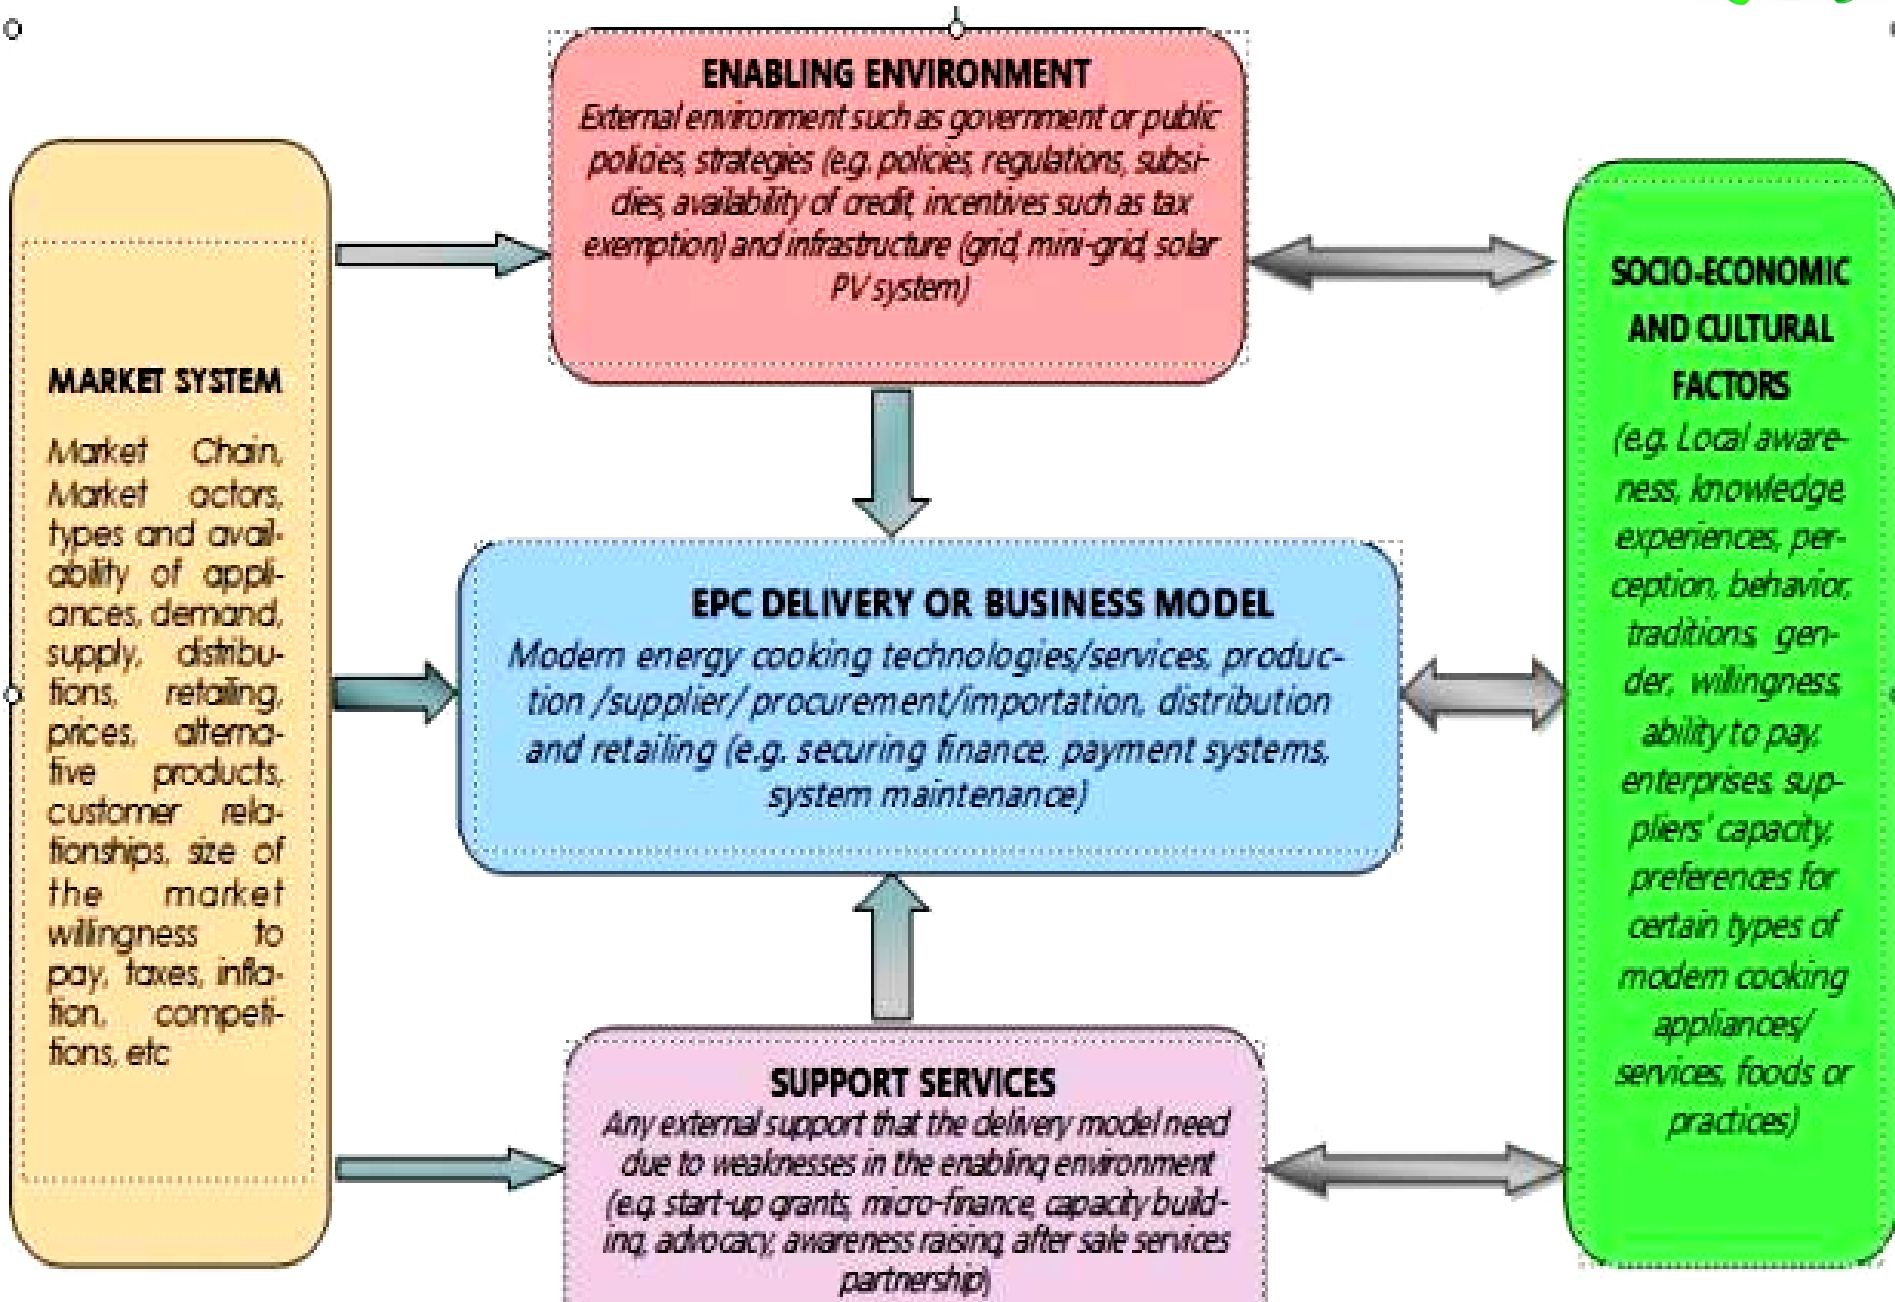 ENABLING ENVIRONMENT
External environment such as government or public
policies, strategies (e.g. policies, regulations, subsi-
dies, availability of credit, incentives such as tax
exemption) and infrastructure (grid, mini-grid, solar
PV system)
MARKET SYSTEM
Market Chain,
Market actors,
types and avail-
ability of appli-
ances, demand,
supply, distribu-
tions, retailing,
prices, alterna-
tive products,
customer rela-
tionships, size of
the market
willingness to
pay, taxes, infla-
tion, competi-
tions, etc
EPC DELIVERY OR BUSINESS MODEL
Modern energy cooking technologies/services, produc-
tion /supplier/ procurement/importation, distribution
and retailing (e.g. securing finance, payment systems,
system maintenance)
SOCIO-ECONOMIC
AND CULTURAL
FACTORS
(e.g. Local aware-
ness, knowledge,
experiences, per-
ception, behavior,
traditions, gen-
der, willingness,
ability to pay,
enterprises, sup-
pliers' capacity,
preferences for
certain types of
modern cooking
appliances/
services, foods or
practices)
SUPPORT SERVICES
Any external support that the delivery model need
due to weaknesses in the enabling environment
(e.g. start-up grants, micro-finance, capacity build-
ing, advocacy, awareness raising, after sale services
partnership)